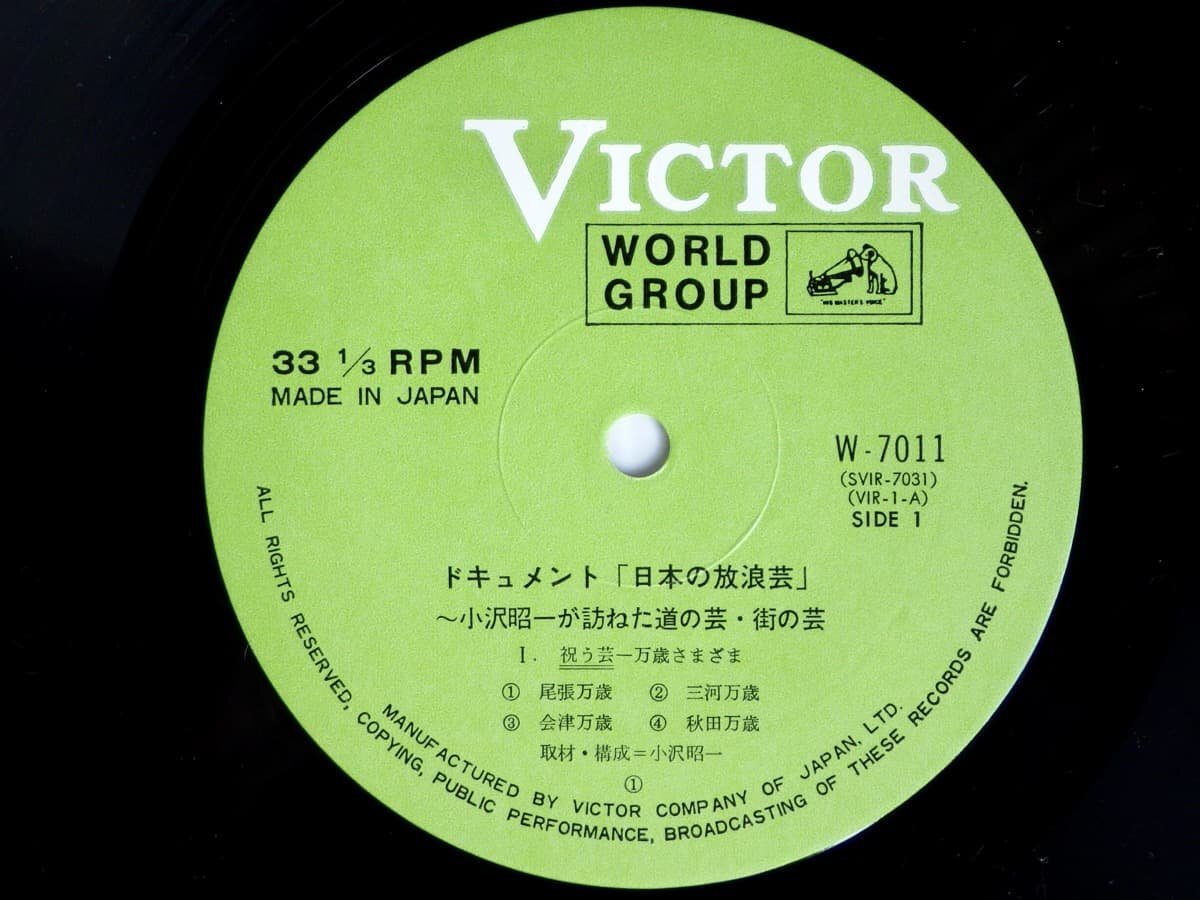 VICTOR
WORLD
GROUP
"HIS MASTER'S VOICE"
33 1/3 RPM
MADE IN JAPAN
W-7011
(SVIR-7031)
(VIR-1-A)
SIDE 1
ドキュメント「日本の放浪芸」
～小沢昭一が訪ねた道の芸・街の芸
I. 祝う芸―万歳さまざま
① 尾張万歳 ② 三河万歳
③ 会津万歳 ④ 秋田万歳
取材・構成＝小沢昭一
①
MANUFACTURED BY VICTOR COMPANY OF JAPAN, LTD.
ALL RIGHTS RESERVED, COPYING, PUBLIC PERFORMANCE, BROADCASTING OF THESE RECORDS ARE FORBIDDEN.